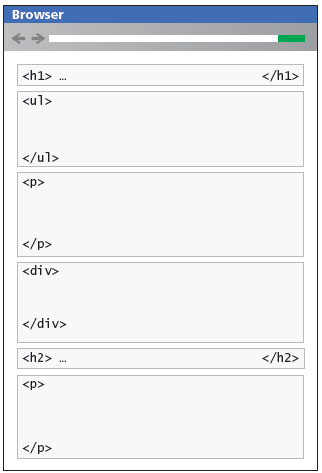 Browser
<h1> … </h1>
<ul>
</ul>
<p>
</p>
<div>
</div>
<h2> … </h2>
<p>
</p>